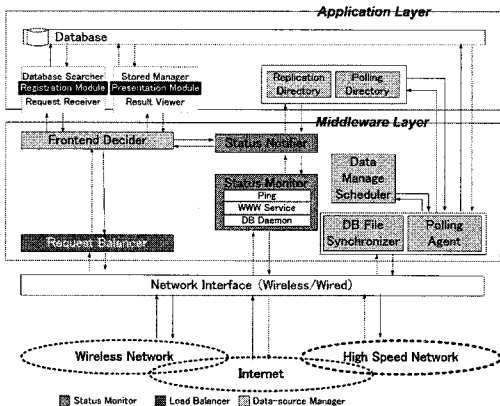 Application Layer
Database
Database Searcher
Registration Module
Request Receiver
Stored Manager
Presentation Module
Result Viewer
Replication
Directory
Polling
Directory
Middleware Layer
Frontend Decider
Status Notifier
Status Monitor
Ping
WWW Service
DB Daemon
Data
Manage
Scheduler
Request Balancer
DB File
Synchronizer
Polling
Agent
Network Interface (Wireless/Wired)
Wireless Network
Internet
High Speed Network
Status Monitor
Load Balancer
Data-source Manager